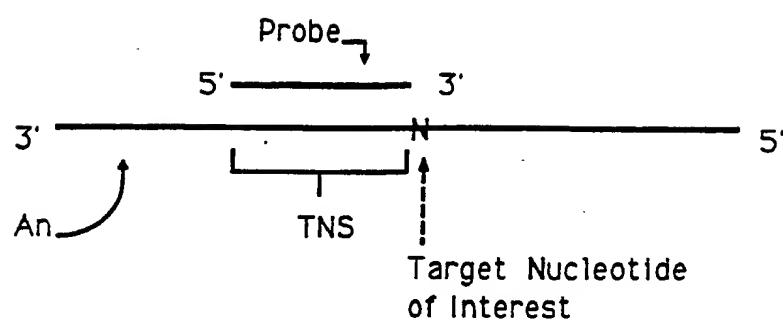 Probe
5' 3'
3' N 5'
An
TNS
Target Nucleotide
of Interest